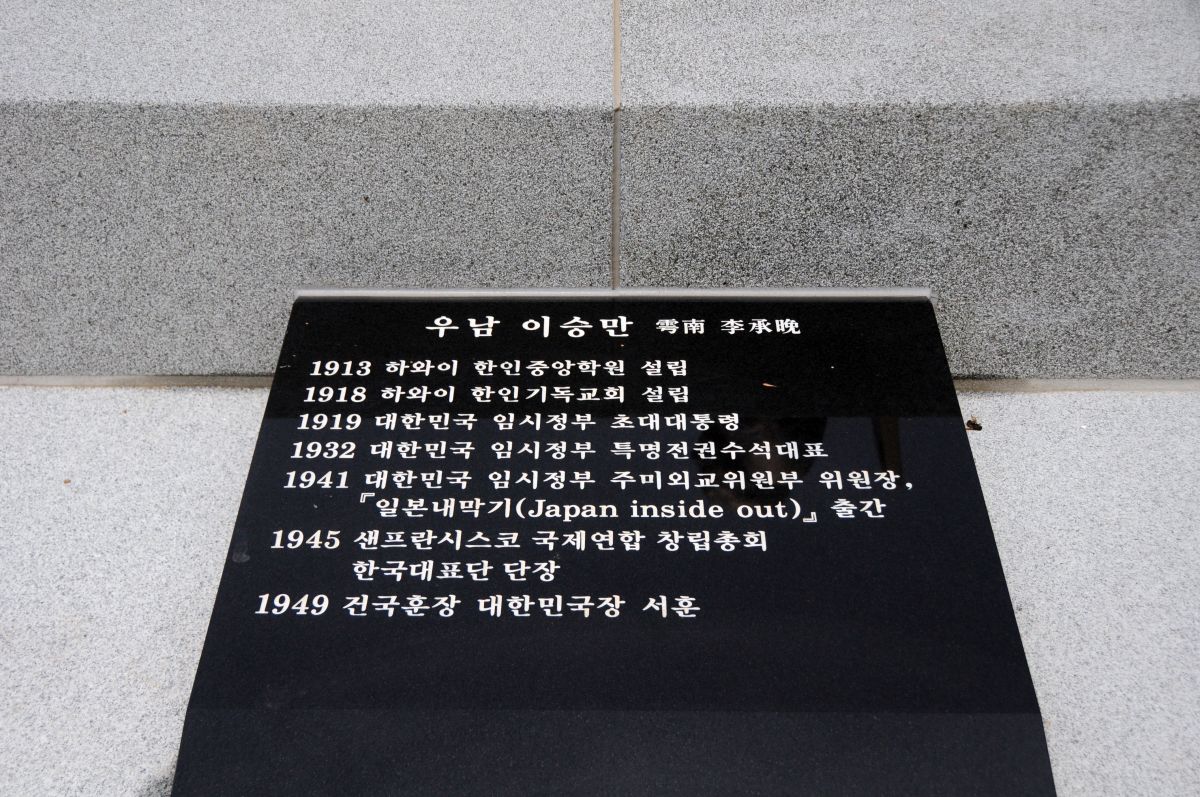 우남 이승만 雩南 李承晩
1913 하와이 한인중앙학원 설립
1918 하와이 한인기독교회 설립
1919 대한민국 임시정부 초대대통령
1932 대한민국 임시정부 특명전권수석대표
1941 대한민국 임시정부 주미외교위원부 위원장,
『일본내막기(Japan inside out)』 출간
1945 샌프란시스코 국제연합 창립총회
한국대표단 단장
1949 건국훈장 대한민국장 서훈